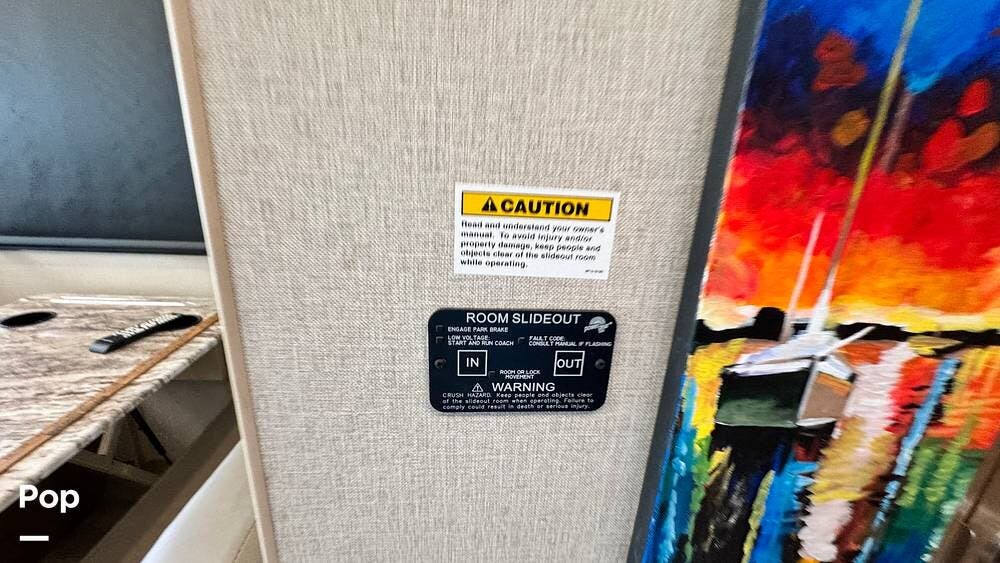 CAUTION
Read and understand your owner's
manual. To avoid injury and/or
property damage, keep people and
objects clear of the slideout room
while operating.
ROOM SLIDEOUT
ENGAGE PARK BRAKE
LOW VOLTAGE:
START AND RUN COACH
FAULT CODE:
CONSULT MANUAL IF FLASHING
IN
OUT
ROOM OR LOCK
MOVEMENT
WARNING
CRUSH HAZARD. Keep people and objects clear
of the slideout room when operating. Failure to
comply could result in death or serious injury.
Pop